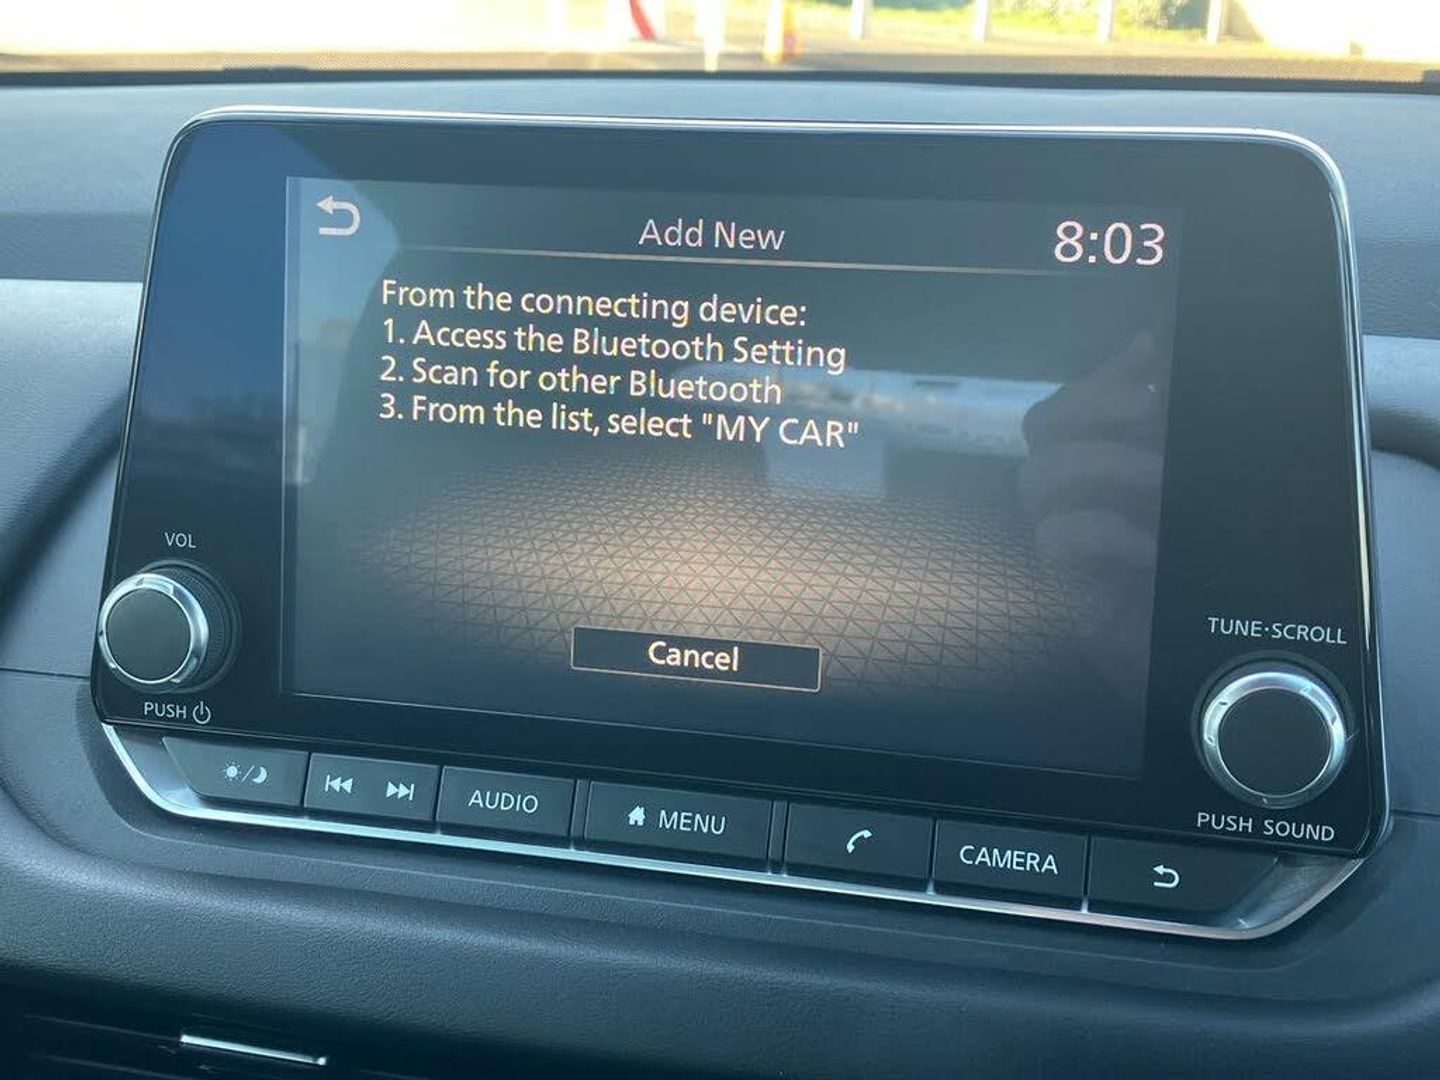 Add New
8:03
From the connecting device:
1. Access the Bluetooth Setting
2. Scan for other Bluetooth
3. From the list, select "MY CAR"
Cancel
VOL
PUSH
TUNE·SCROLL
PUSH SOUND
AUDIO
MENU
CAMERA